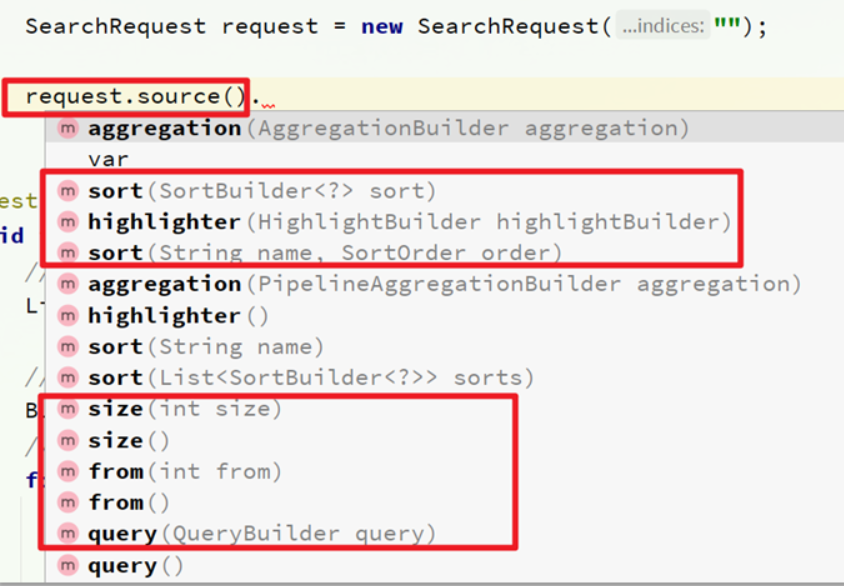 SearchRequest request = new SearchRequest( ...indices: "");
request.source().
m aggregation(AggregationBuilder aggregation)
var
m sort(SortBuilder<?> sort)
est
m highlighter(HighlightBuilder highlightBuilder)
id
m sort(String name, SortOrder order)
//
m aggregation(PipelineAggregationBuilder aggregation)
m highlighter()
m sort(String name)
//
m sort(List<SortBuilder<?>> sorts)
m size(int size)
m size()
m from(int from)
m from()
m query(QueryBuilder query)
m query()